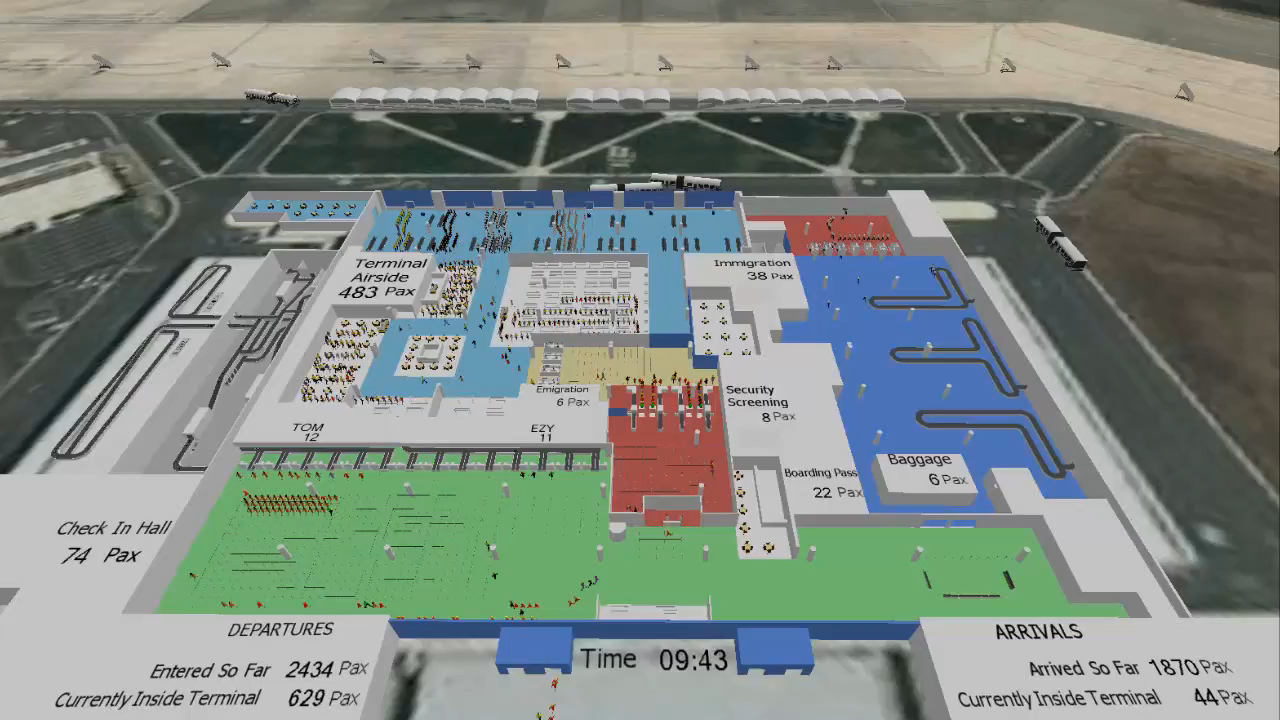 Immigration
38 Pax
Terminal
Airside
483 Pax
Emigration
6 Pax
Security
Screening
8 Pax
TOM
12
EZY
11
Boarding Pass
22 Pax
Baggage
6 Pax
Check In Hall
74 Pax
DEPARTURES
Entered So Far 2434 Pax
Currently Inside Terminal 629 Pax
Time 09:43
ARRIVALS
Arrived So Far 1870 Pax
Currently Inside Terminal 44 Pax